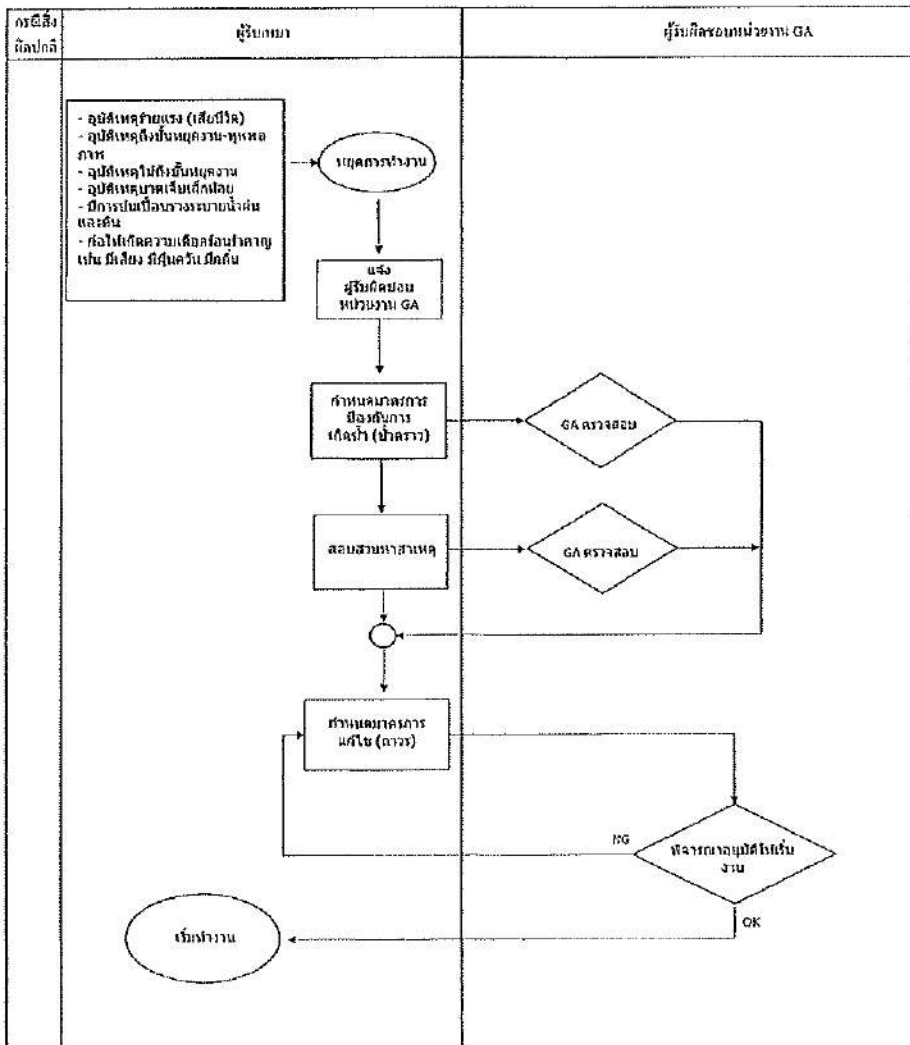 กรณีสิ่ง
ผิดปกติ
ผู้รับเหมา
ผู้รับผิดชอบหน่วยงาน GA
- อุบัติเหตุร้ายแรง (เสียชีวิต)
- อุบัติเหตุถึงขั้นหยุดงาน-ทุพพล
ภาพ
- อุบัติเหตุไม่ถึงขั้นหยุดงาน
- อุบัติเหตุบาดเจ็บเล็กน้อย
- มีการปนเปื้อนรางระบายน้ำฝน
และดิน
- ก่อให้เกิดความเดือดร้อนรำคาญ
เช่น มีเสียง มีฝุ่นควัน มีกลิ่น
หยุดการทำงาน
แจ้ง
ผู้รับผิดชอบ
หน่วยงาน GA
กำหนดมาตรการ
ป้องกันการ
เกิดซ้ำ (ชั่วคราว)
GA ตรวจสอบ
สอบสวนหาสาเหตุ
GA ตรวจสอบ
กำหนดมาตรการ
แก้ไข (ถาวร)
NG
พิจารณาอนุมัติให้เริ่ม
งาน
OK
เริ่มทำงาน